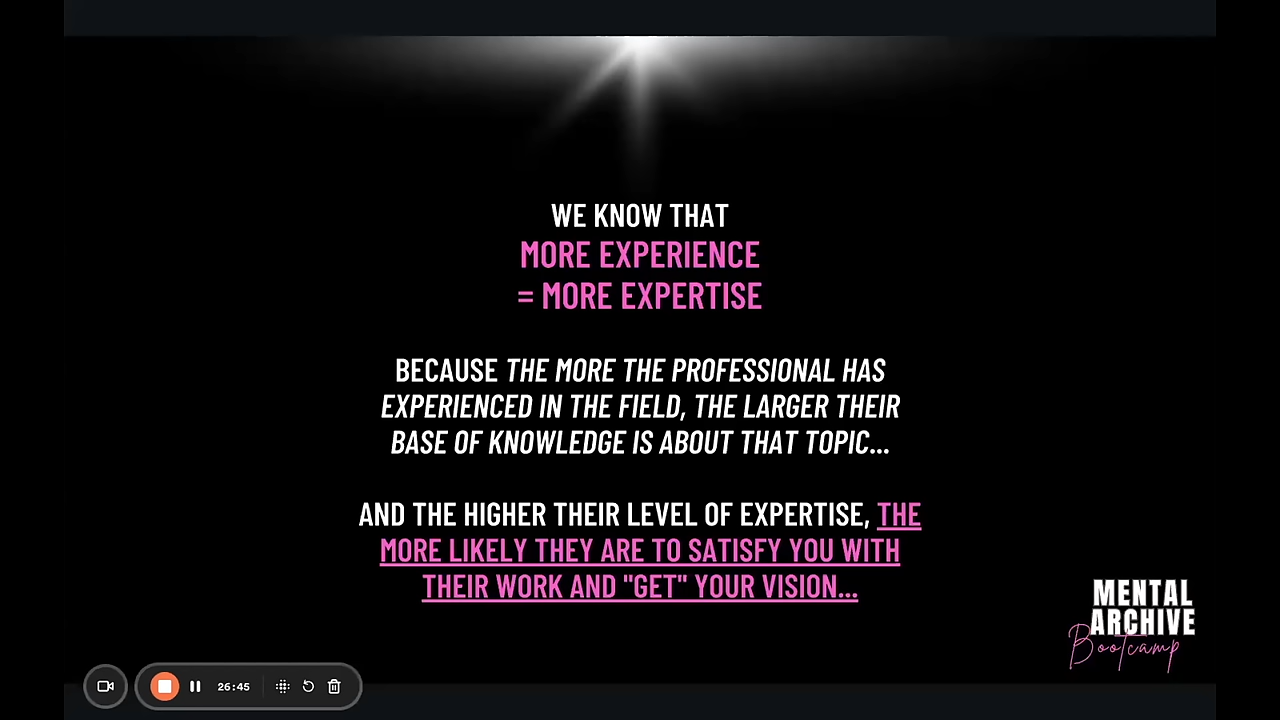 WE KNOW THAT
MORE EXPERIENCE
= MORE EXPERTISE
BECAUSE THE MORE THE PROFESSIONAL HAS
EXPERIENCED IN THE FIELD, THE LARGER THEIR
BASE OF KNOWLEDGE IS ABOUT THAT TOPIC...
AND THE HIGHER THEIR LEVEL OF EXPERTISE, THE
MORE LIKELY THEY ARE TO SATISFY YOU WITH
THEIR WORK AND "GET" YOUR VISION...
MENTAL
ARCHIVE
Bootcamp
26:45